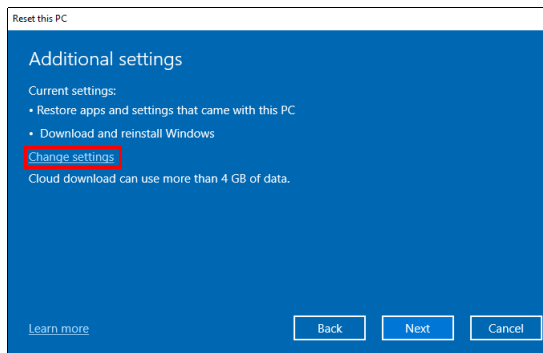 Reset this PC
Additional settings
Current settings:
• Restore apps and settings that came with this PC
• Download and reinstall Windows
Change settings
Cloud download can use more than 4 GB of data.
Learn more
Back
Next
Cancel